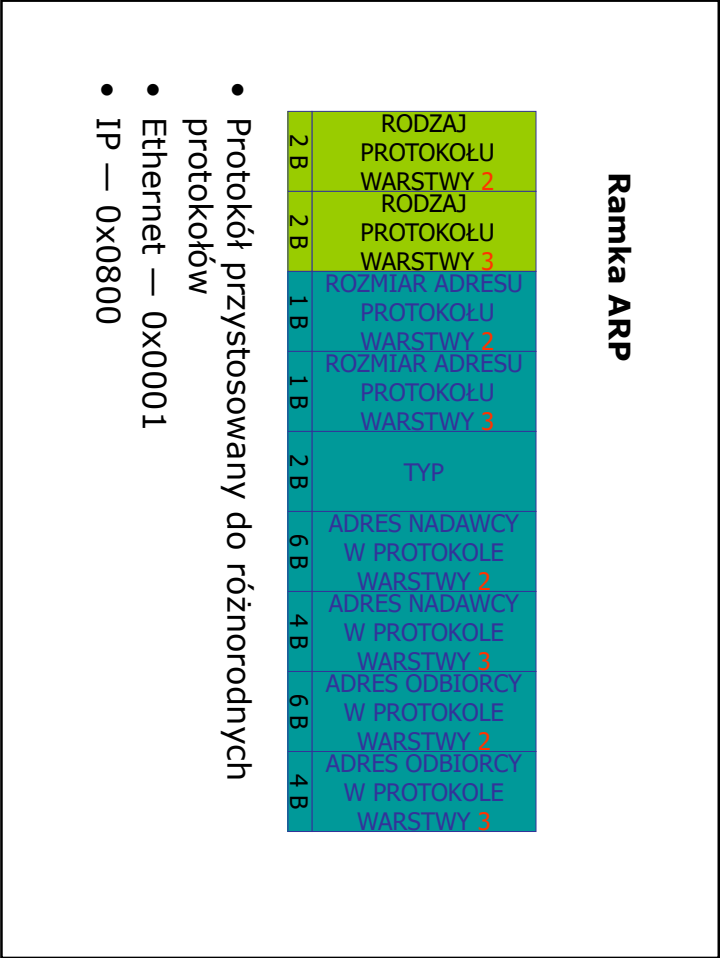 Ramka ARP
RODZAJ
PROTOKOŁU
WARSTWY 2
2 B
RODZAJ
PROTOKOŁU
WARSTWY 3
2 B
ROZMIAR ADRESU
PROTOKOŁU
WARSTWY 2
1 B
ROZMIAR ADRESU
PROTOKOŁU
WARSTWY 3
1 B
TYP
2 B
ADRES NADAWCY
W PROTOKOLE
WARSTWY 2
6 B
ADRES NADAWCY
W PROTOKOLE
WARSTWY 3
4 B
ADRES ODBIORCY
W PROTOKOLE
WARSTWY 2
6 B
ADRES ODBIORCY
W PROTOKOLE
WARSTWY 3
4 B
• Protokół przystosowany do różnorodnych
protokołów
• Ethernet — 0x0001
• IP — 0x0800